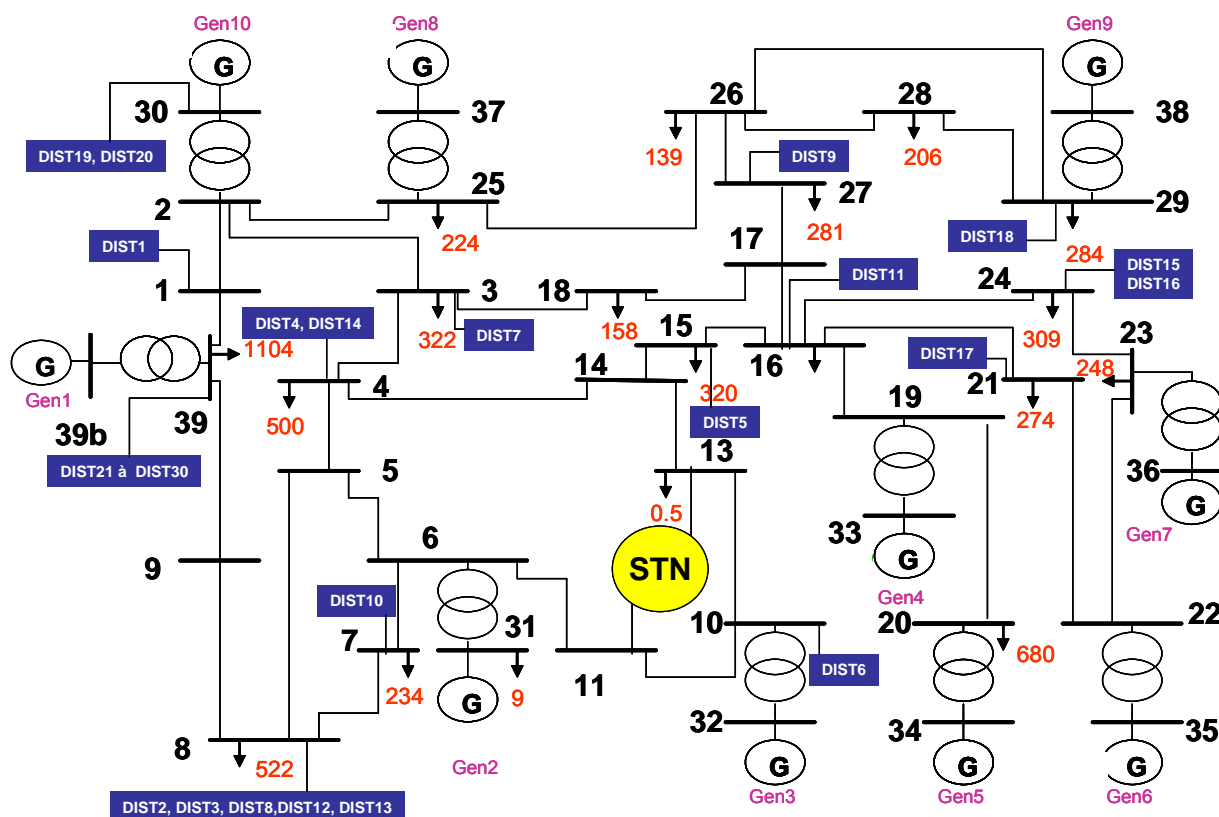 Gen10
Gen8
Gen9
G
G
G
30
37
26
28
38
DIST19, DIST20
139
206
DIST9
2
25
27
29
DIST1
224
281
DIST18
17
284
DIST15
DIST16
DIST11
1
3
18
24
DIST4, DIST14
322
DIST7
158
15
309
23
1104
G
Gen1
14
16
DIST17
21
248
4
39
320
19
274
39b
500
DIST5
DIST21 à DIST30
13
5
36
0.5
33
G
6
STN
G
Gen7
9
Gen4
DIST10
31
10
20
22
7
680
DIST6
234
G
9
11
32
34
35
8
522
Gen2
G
G
G
Gen3
Gen5
Gen6
DIST2, DIST3, DIST8,DIST12, DIST13